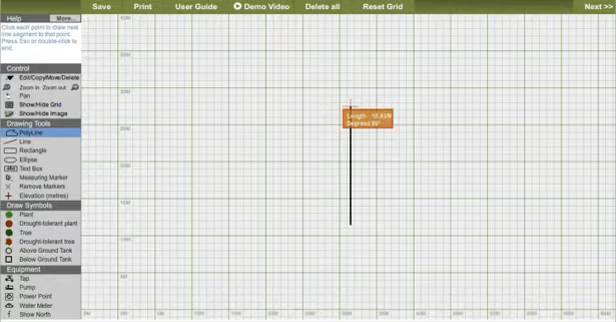 Save Print User Guide Demo Video Delete all Reset Grid Next >>
Help More...
Click each point to draw next
line segment to that point.
Press Esc or double-click to
end.
Control
Edit/Copy/Move/Delete
Zoom in Zoom out
Pan
Show/Hide Grid
Show/Hide Image
Drawing Tools
PolyLine
Line
Rectangle
Ellipse
Text Box
Measuring Marker
Remove Markers
Elevation (metres)
Draw Symbols
Plant
Drought-tolerant plant
Tree
Drought-tolerant tree
Above Ground Tank
Below Ground Tank
Equipment
Tap
Pump
Power Point
Water Meter
Show North
Length
Degrees 90°